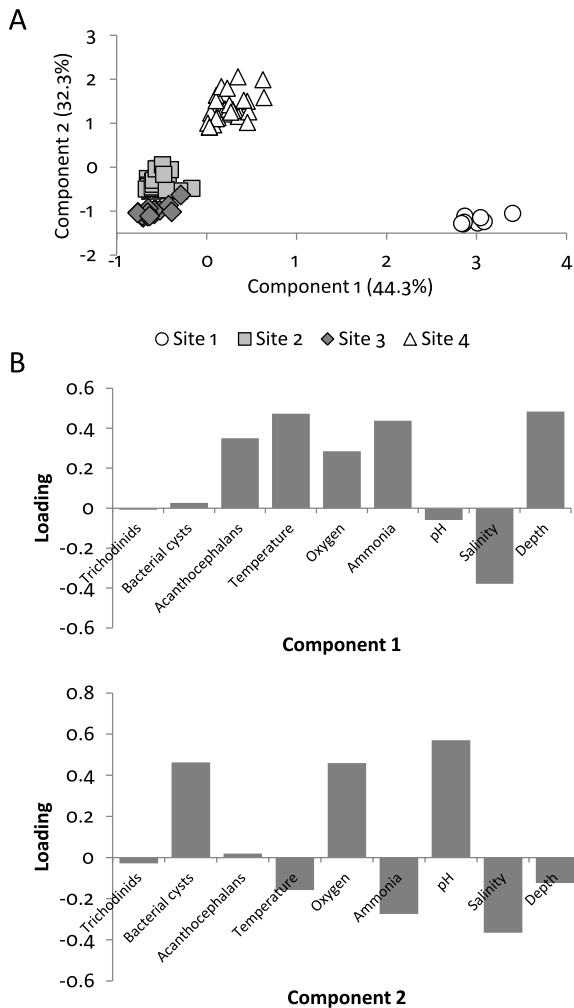 A
3
2
1
0
-1
-2
Component 2 (32.3%)
-1 0 1 2 3 4
Component 1 (44.3%)
Site 1 Site 2 Site 3 Site 4
B
0.6
0.4
0.2
0
-0.2
-0.4
-0.6
Loading
Trichodinids
Bacterial cysts
Acanthocephalans
Temperature
Oxygen
Ammonia
pH
Salinity
Depth
Component 1
0.8
0.6
0.4
0.2
0
-0.2
-0.4
-0.6
Loading
Trichodinids
Bacterial cysts
Acanthocephalans
Temperature
Oxygen
Ammonia
pH
Salinity
Depth
Component 2